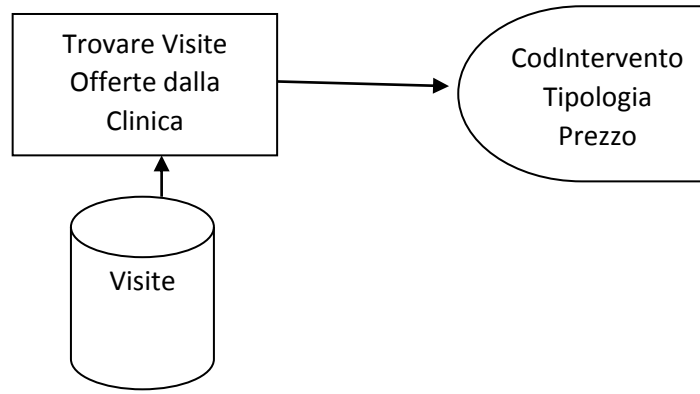 Trovare Visite
Offerte dalla
Clinica
CodIntervento
Tipologia
Prezzo
Visite